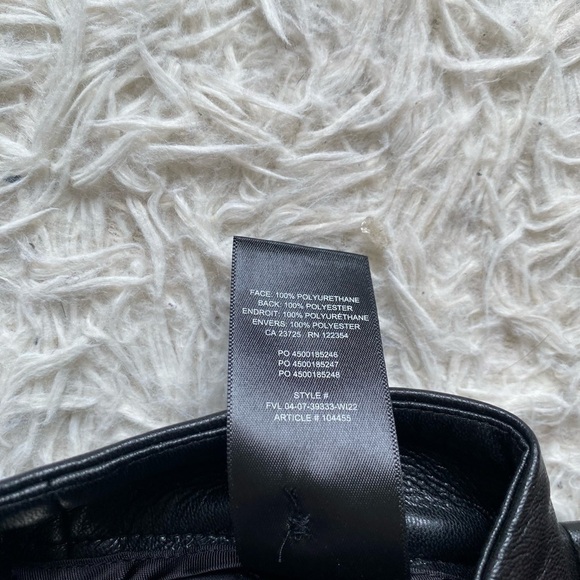 FACE: 100% POLYURETHANE
BACK: 100% POLYESTER
ENDROIT: 100% POLYURÉTHANE
ENVERS: 100% POLYESTER
CA 23725 RN 122354
PO 4500185246
PO 4500185247
PO 4500185248
STYLE #
FVL 04-07-39333-WI22
ARTICLE # 104455